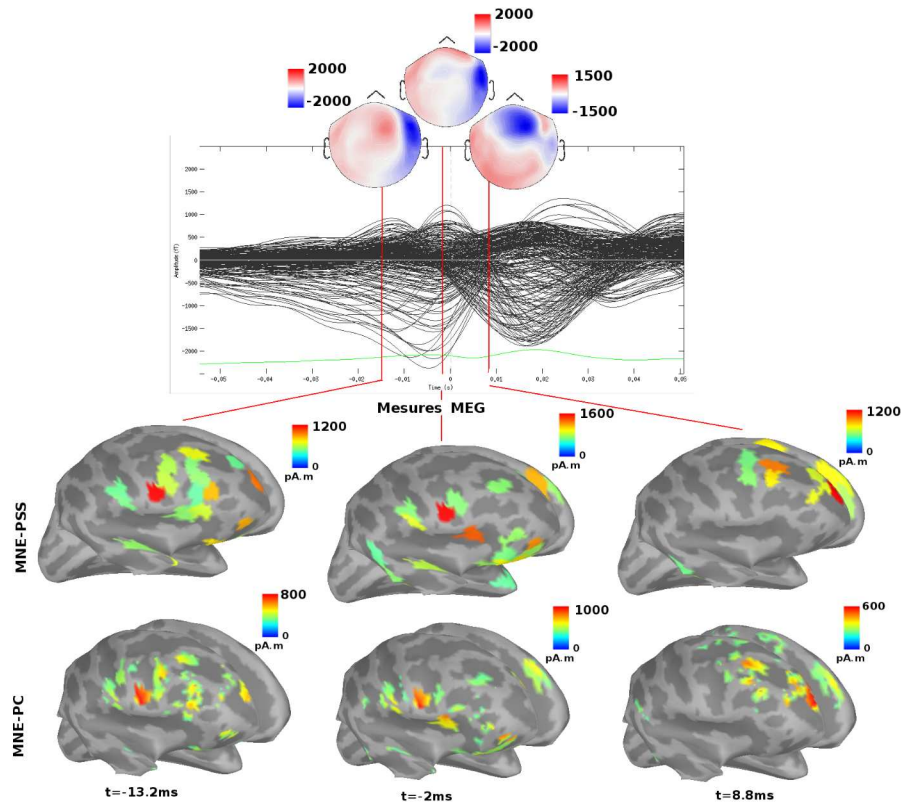 2000
-2000
2000
-2000
1500
-1500
2000
1500
1000
500
0
-500
-1000
-1500
-2000
Amplitude (fT)
-0.05
-0.04
-0.03
-0.02
-0.01
0
0.01
0.02
0.03
0.04
0.05
Time (s)
Mesures MEG
MNE-PSS
1200
0
pA.m
1600
0
pA.m
1200
0
pA.m
MNE-PC
800
0
pA.m
1000
0
pA.m
600
0
pA.m
t=-13.2ms
t=-2ms
t=8.8ms